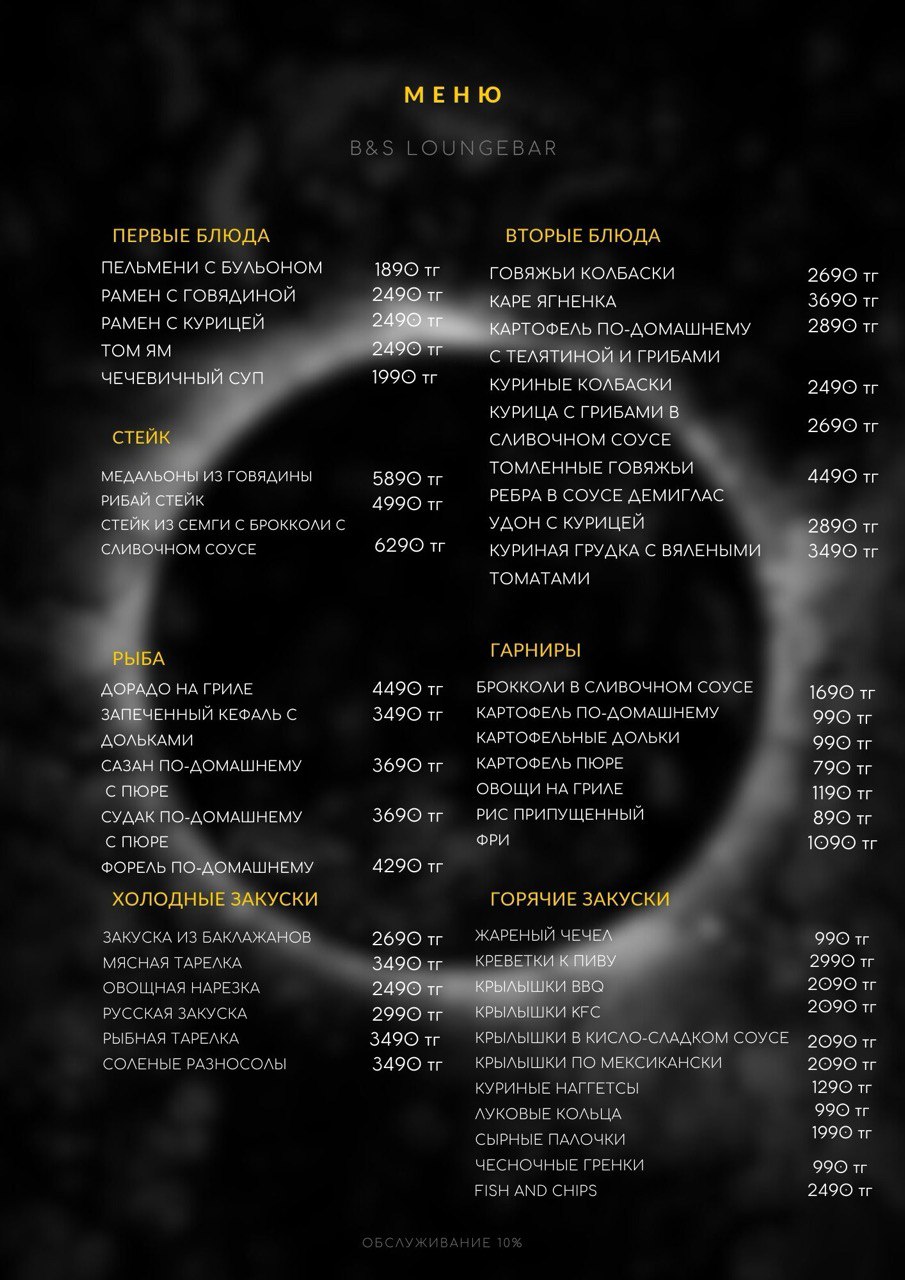 МЕНЮ
B&S LOUNGEBAR
ПЕРВЫЕ БЛЮДА
ПЕЛЬМЕНИ С БУЛЬОНОМ 1890 тг
РАМЕН С ГОВЯДИНОЙ 2490 тг
РАМЕН С КУРИЦЕЙ 2490 тг
ТОМ ЯМ 2490 тг
ЧЕЧЕВИЧНЫЙ СУП 1990 тг
СТЕЙК
МЕДАЛЬОНЫ ИЗ ГОВЯДИНЫ 5890 тг
РИБАЙ СТЕЙК 4990 тг
СТЕЙК ИЗ СЕМГИ С БРОККОЛИ С
СЛИВОЧНОМ СОУСЕ 6290 тг
РЫБА
ДОРАДО НА ГРИЛЕ 4490 тг
ЗАПЕЧЕННЫЙ КЕФАЛЬ С 3490 тг
ДОЛЬКАМИ
САЗАН ПО-ДОМАШНЕМУ 3690 тг
С ПЮРЕ
СУДАК ПО-ДОМАШНЕМУ 3690 тг
С ПЮРЕ
ФОРЕЛЬ ПО-ДОМАШНЕМУ 4290 тг
ХОЛОДНЫЕ ЗАКУСКИ
ЗАКУСКА ИЗ БАКЛАЖАНОВ 2690 тг
МЯСНАЯ ТАРЕЛКА 3490 тг
ОВОЩНАЯ НАРЕЗКА 2490 тг
РУССКАЯ ЗАКУСКА 2990 тг
РЫБНАЯ ТАРЕЛКА 3490 тг
СОЛЕНЫЕ РАЗНОСОЛЫ 3490 тг
ВТОРЫЕ БЛЮДА
ГОВЯЖЬИ КОЛБАСКИ 2690 тг
КАРЕ ЯГНЕНКА 3690 тг
КАРТОФЕЛЬ ПО-ДОМАШНЕМУ 2890 тг
С ТЕЛЯТИНОЙ И ГРИБАМИ
КУРИНЫЕ КОЛБАСКИ 2490 тг
КУРИЦА С ГРИБАМИ В 2690 тг
СЛИВОЧНОМ СОУСЕ
ТОМЛЕННЫЕ ГОВЯЖЬИ 4490 тг
РЕБРА В СОУСЕ ДЕМИГЛАС
УДОН С КУРИЦЕЙ 2890 тг
КУРИНАЯ ГРУДКА С ВЯЛЕНЫМИ 3490 тг
ТОМАТАМИ
ГАРНИРЫ
БРОККОЛИ В СЛИВОЧНОМ СОУСЕ 1690 тг
КАРТОФЕЛЬ ПО-ДОМАШНЕМУ 990 тг
КАРТОФЕЛЬНЫЕ ДОЛЬКИ 990 тг
КАРТОФЕЛЬ ПЮРЕ 790 тг
ОВОЩИ НА ГРИЛЕ 1190 тг
РИС ПРИПУЩЕННЫЙ 890 тг
ФРИ 1090 тг
ГОРЯЧИЕ ЗАКУСКИ
ЖАРЕНЫЙ ЧЕЧЕЛ 990 тг
КРЕВЕТКИ К ПИВУ 2990 тг
КРЫЛЫШКИ BBQ 2090 тг
КРЫЛЫШКИ KFC 2090 тг
КРЫЛЫШКИ В КИСЛО-СЛАДКОМ СОУСЕ 2090 тг
КРЫЛЫШКИ ПО МЕКСИКАНСКИ 2090 тг
КУРИНЫЕ НАГГЕТСЫ 1290 тг
ЛУКОВЫЕ КОЛЬЦА 990 тг
СЫРНЫЕ ПАЛОЧКИ 1990 тг
ЧЕСНОЧНЫЕ ГРЕНКИ 990 тг
FISH AND CHIPS 2490 тг
ОБСЛУЖИВАНИЕ 10%